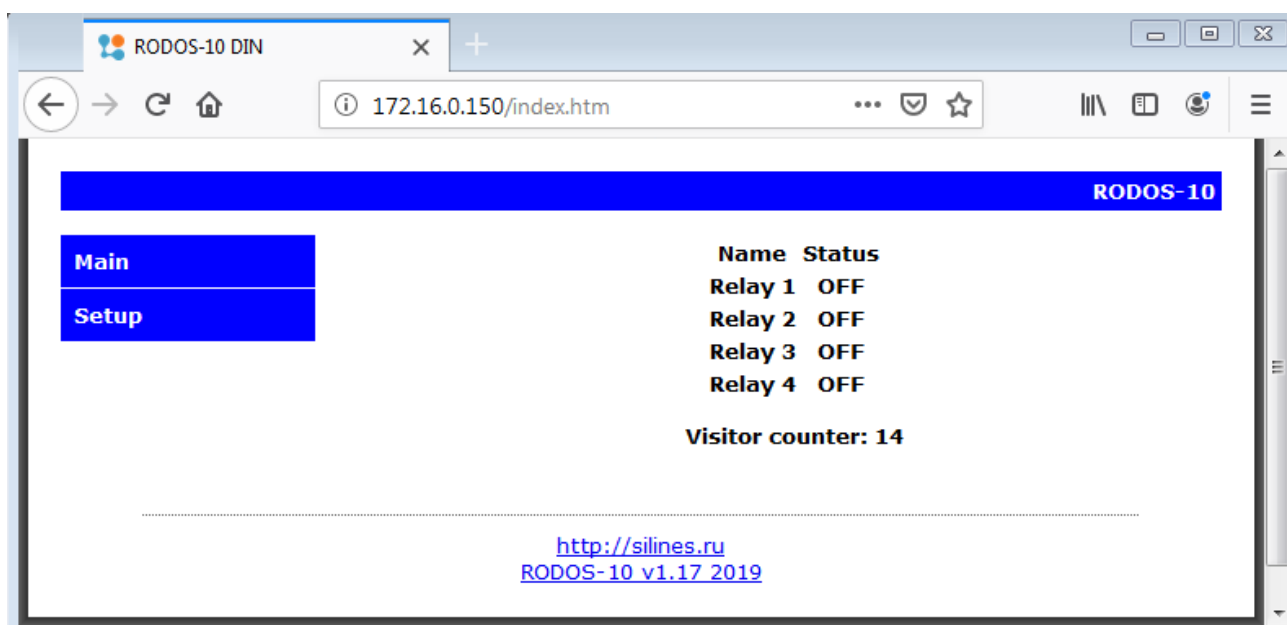 RODOS-10 DIN
172.16.0.150/index.htm
RODOS-10
Main
Setup
Name Status
Relay 1 OFF
Relay 2 OFF
Relay 3 OFF
Relay 4 OFF
Visitor counter: 14
http://silines.ru
RODOS-10 v1.17 2019